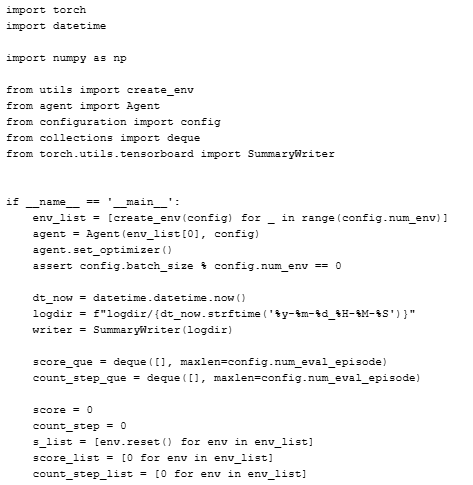 import torch
import datetime

import numpy as np

from utils import create_env
from agent import Agent
from configuration import config
from collections import deque
from torch.utils.tensorboard import SummaryWriter


if __name__ == '__main__':
    env_list = [create_env(config) for _ in range(config.num_env)]
    agent = Agent(env_list[0], config)
    agent.set_optimizer()
    assert config.batch_size % config.num_env == 0

    dt_now = datetime.datetime.now()
    logdir = f"logdir/{dt_now.strftime('%y-%m-%d_%H-%M-%S')}"
    writer = SummaryWriter(logdir)

    score_que = deque([], maxlen=config.num_eval_episode)
    count_step_que = deque([], maxlen=config.num_eval_episode)

    score = 0
    count_step = 0
    s_list = [env.reset() for env in env_list]
    score_list = [0 for env in env_list]
    count_step_list = [0 for env in env_list]